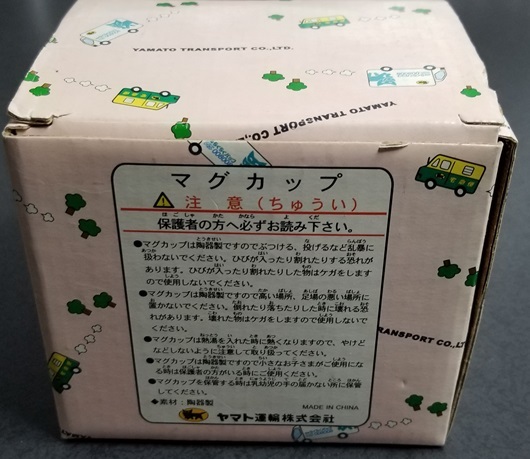 YAMATO TRANSPORT CO.,LTD.
YAMATO TRANSPORT CO.,
TRANSPORT CO.
マグカップ
注意(ちゅうい)
保護者の方へ必ずお読み下さい。
●マグカップは陶器製ですのでぶつける、投げるなど乱暴に
扱わないでください。ひびが入ったり割れたりする恐れが
あります。ひびが入ったり割れたりした物はケガをします
ので使用しないでください。
●マグカップは陶器製ですので高い場所、足場の悪い場所に
置かないでください。倒れたり落ちたりした時に壊れる恐
れがあります。壊れた物はケガをしますので使用しないで
ください。
●マグカップは熱湯を入れた時に熱くなりますので、やけど
などしないように注意して取り扱ってください。
●マグカップは陶器製ですので小さなお子さまがご使用にな
る時は保護者の方がいる時にご使用ください。
●マグカップを保管する時は乳幼児の手の届かない所に保管
してください。
◆素材：陶器製
MADE IN CHINA
ヤマト運輸株式会社
RANSPORT CO.,LT